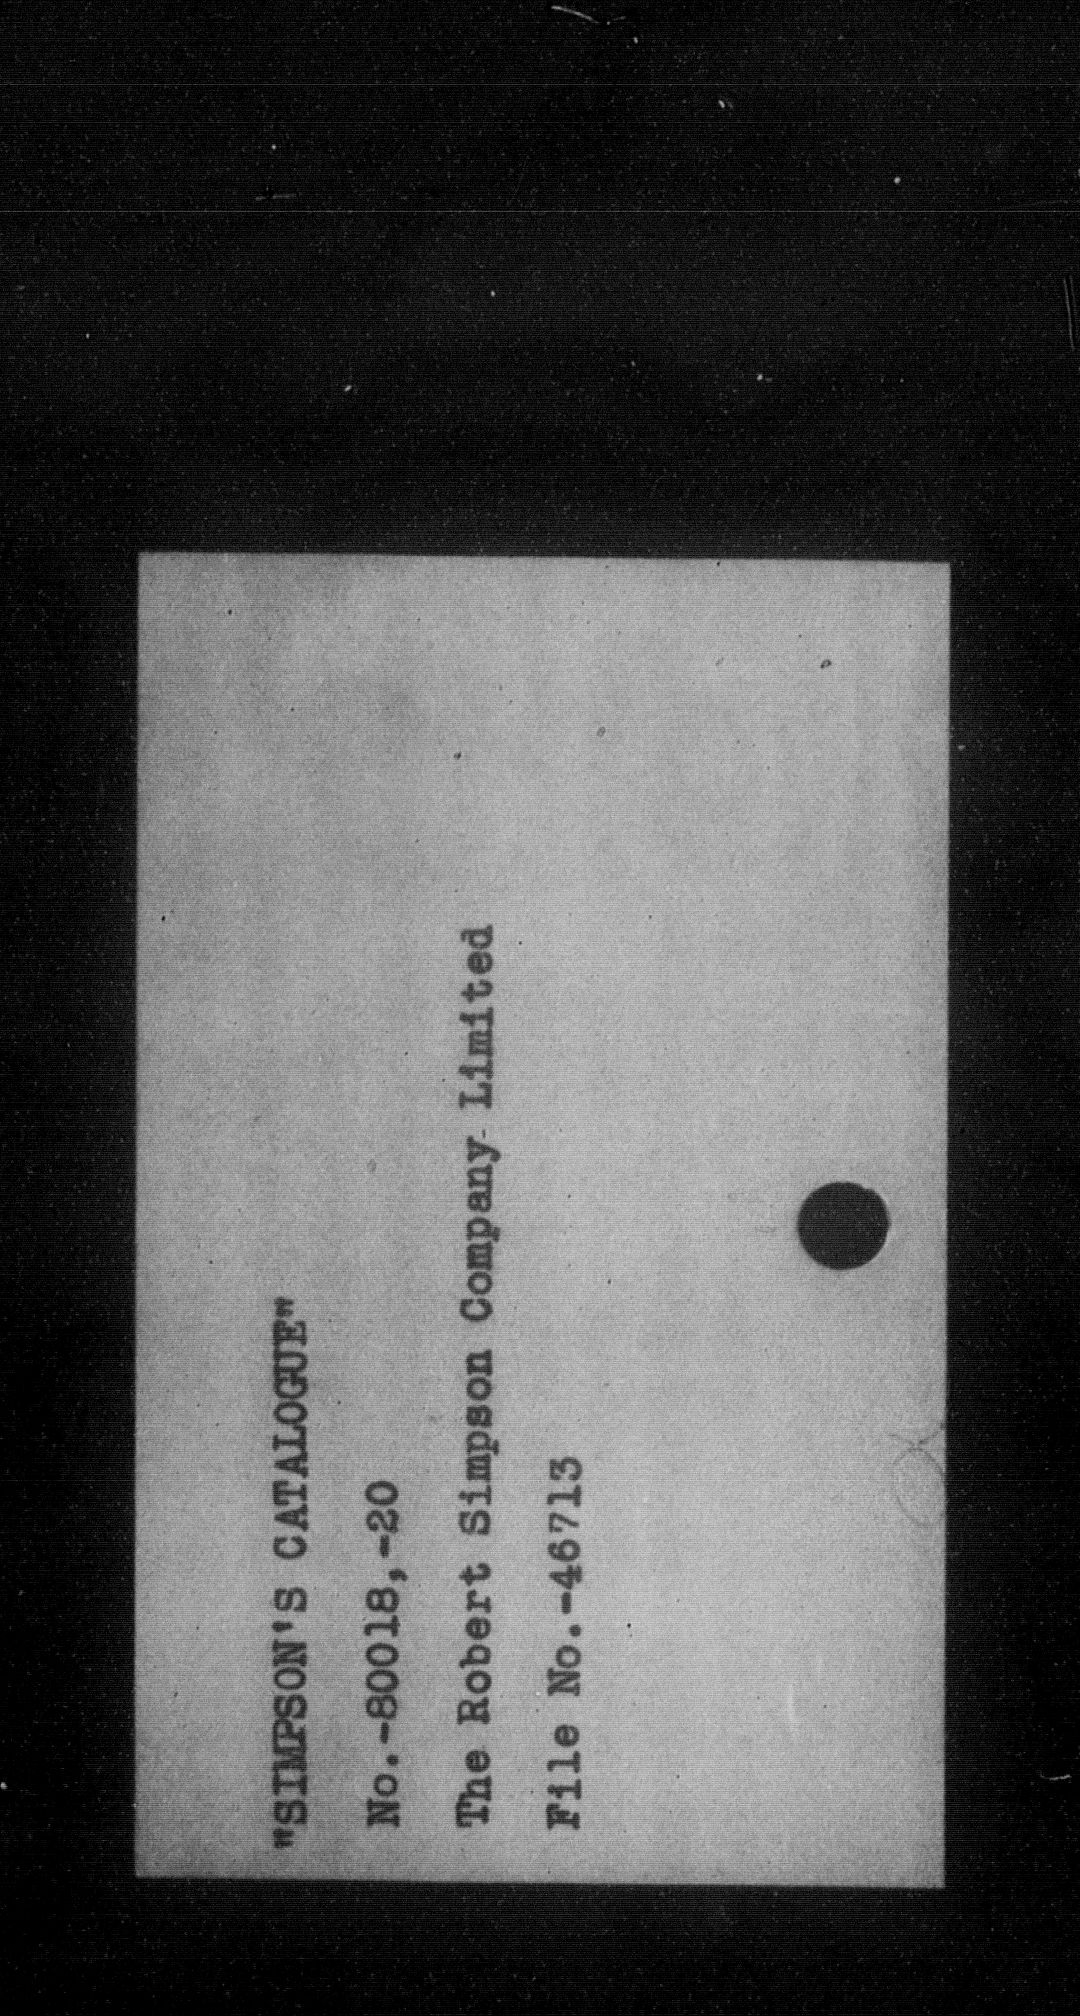 "SIMPSON'S CATALOGUE"
No.-80018,-20
The Robert Simpson Company Limited
File No.-46713